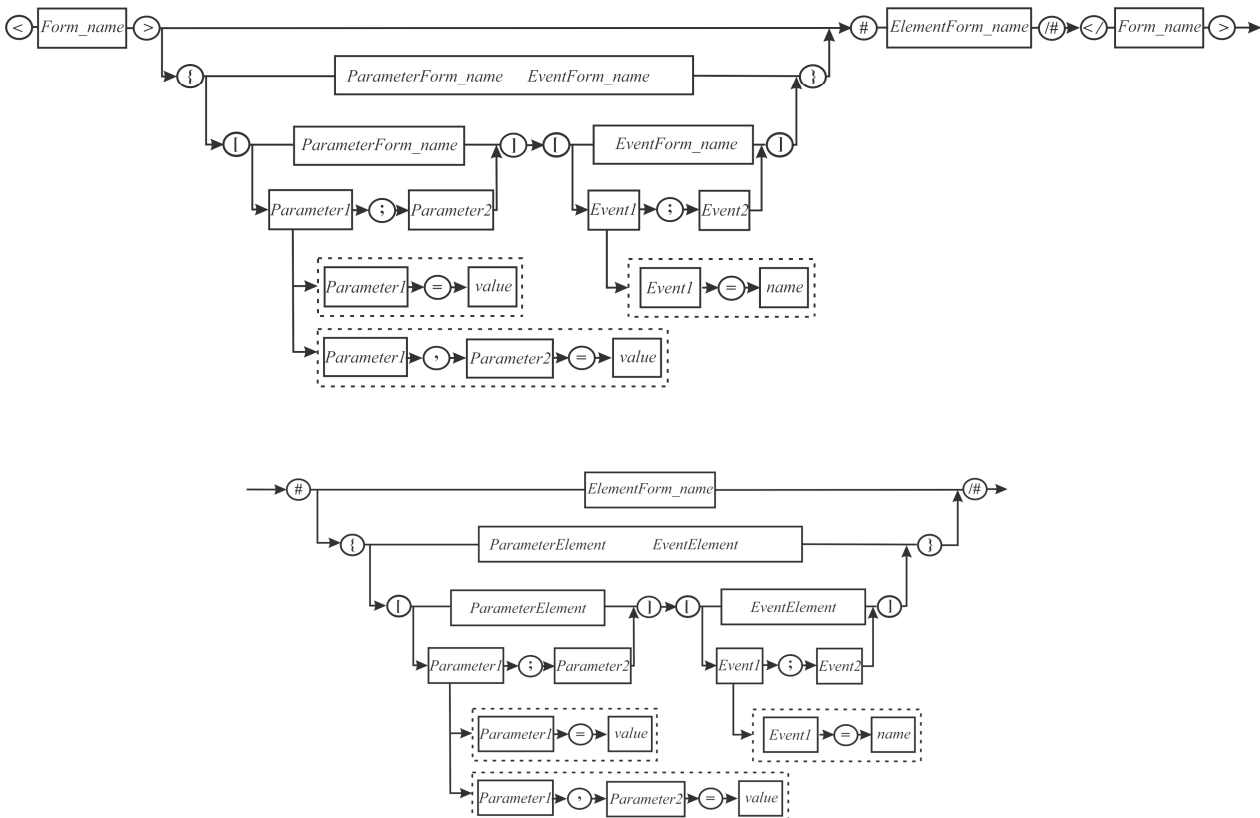 < Form_name > # ElementForm_name /# </ Form_name >
{ ParameterForm_name EventForm_name }
[ ParameterForm_name ] [ EventForm_name ]
Parameter1 ; Parameter2 Event1 ; Event2
Parameter1 = value Event1 = name
Parameter1 , Parameter2 = value
# ElementForm_name /#
{ ParameterElement EventElement }
[ ParameterElement ] [ EventElement ]
Parameter1 ; Parameter2 Event1 ; Event2
Parameter1 = value Event1 = name
Parameter1 , Parameter2 = value